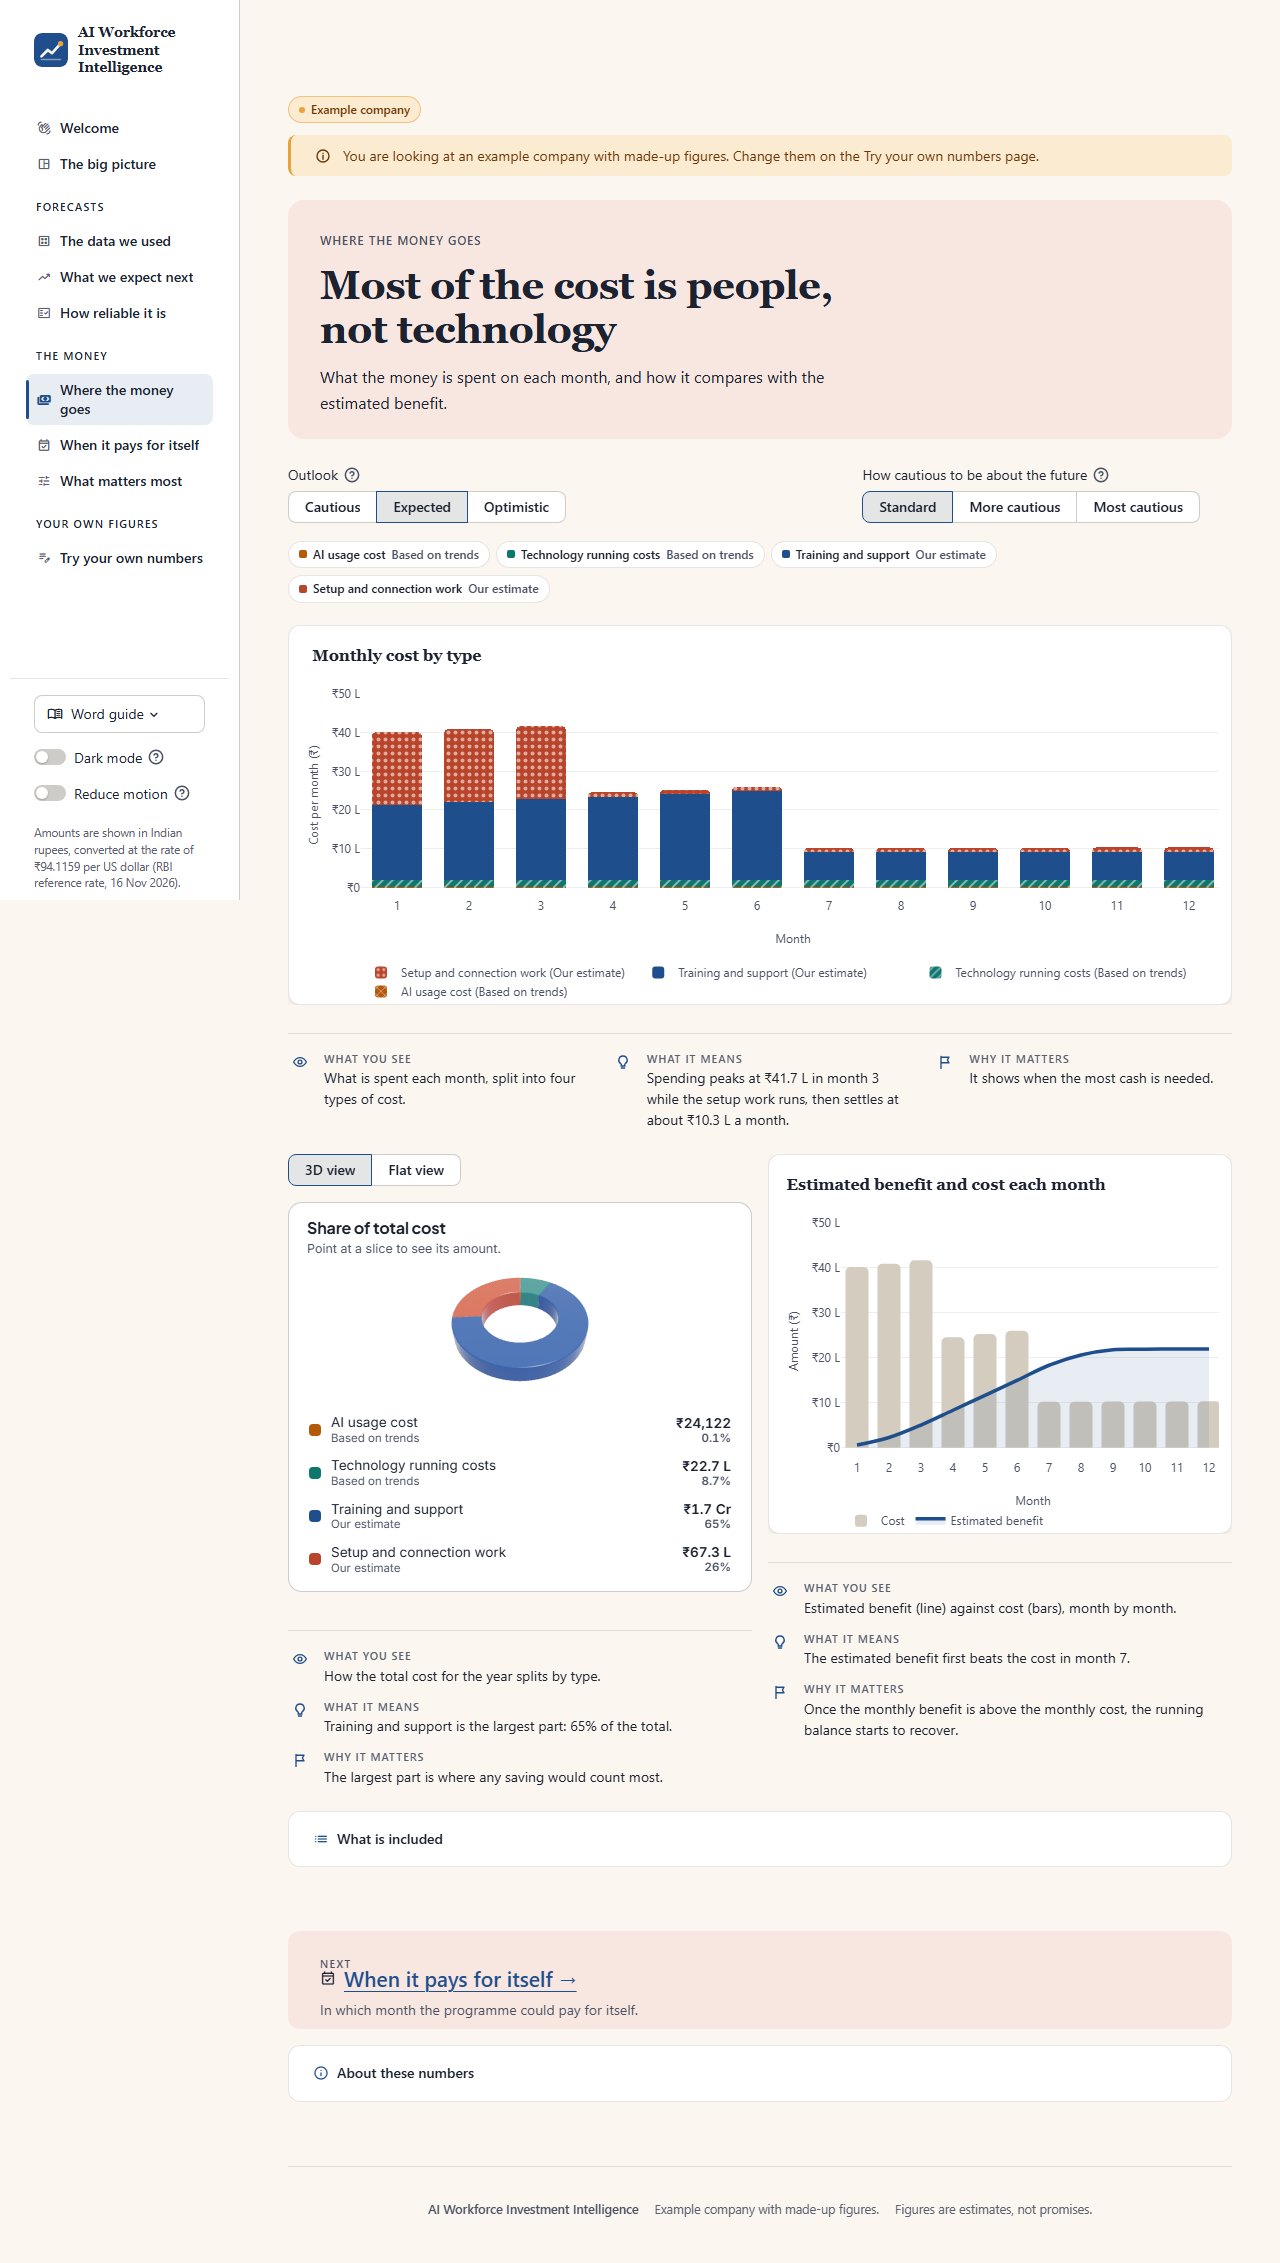 AI Workforce
Investment
Intelligence
Welcome
The big picture
FORECASTS
The data we used
What we expect next
How reliable it is
THE MONEY
Where the money
goes
When it pays for itself
What matters most
YOUR OWN FIGURES
Try your own numbers
Word guide
Dark mode
Reduce motion
Amounts are shown in Indian
rupees, converted at the rate of
₹94.1159 per US dollar (RBI
reference rate, 16 Nov 2026).
Example company
You are looking at an example company with made-up figures. Change them on the Try your own numbers page.
WHERE THE MONEY GOES
Most of the cost is people,
not technology
What the money is spent on each month, and how it compares with the
estimated benefit.
Outlook
How cautious to be about the future
Cautious Expected Optimistic
Standard More cautious Most cautious
AI usage cost Based on trends
Technology running costs Based on trends
Training and support Our estimate
Setup and connection work Our estimate
Monthly cost by type
₹50 L
₹40 L
₹30 L
₹20 L
₹10 L
₹0
Cost per month (₹)
1 2 3 4 5 6 7 8 9 10 11 12
Month
Setup and connection work (Our estimate)
Training and support (Our estimate)
Technology running costs (Based on trends)
AI usage cost (Based on trends)
WHAT YOU SEE
What is spent each month, split into four
types of cost.
WHAT IT MEANS
Spending peaks at ₹41.7 L in month 3
while the setup work runs, then settles at
about ₹10.3 L a month.
WHY IT MATTERS
It shows when the most cash is needed.
3D view Flat view
Share of total cost
Point at a slice to see its amount.
AI usage cost ₹24,122
Based on trends 0.1%
Technology running costs ₹22.7 L
Based on trends 8.7%
Training and support ₹1.7 Cr
Our estimate 65%
Setup and connection work ₹67.3 L
Our estimate 26%
WHAT YOU SEE
How the total cost for the year splits by type.
WHAT IT MEANS
Training and support is the largest part: 65% of the total.
WHY IT MATTERS
The largest part is where any saving would count most.
Estimated benefit and cost each month
₹50 L
₹40 L
₹30 L
₹20 L
₹10 L
₹0
Amount (₹)
1 2 3 4 5 6 7 8 9 10 11 12
Month
Cost
Estimated benefit
WHAT YOU SEE
Estimated benefit (line) against cost (bars), month by month.
WHAT IT MEANS
The estimated benefit first beats the cost in month 7.
WHY IT MATTERS
Once the monthly benefit is above the monthly cost, the running
balance starts to recover.
What is included
NEXT
When it pays for itself →
In which month the programme could pay for itself.
About these numbers
AI Workforce Investment Intelligence Example company with made-up figures. Figures are estimates, not promises.